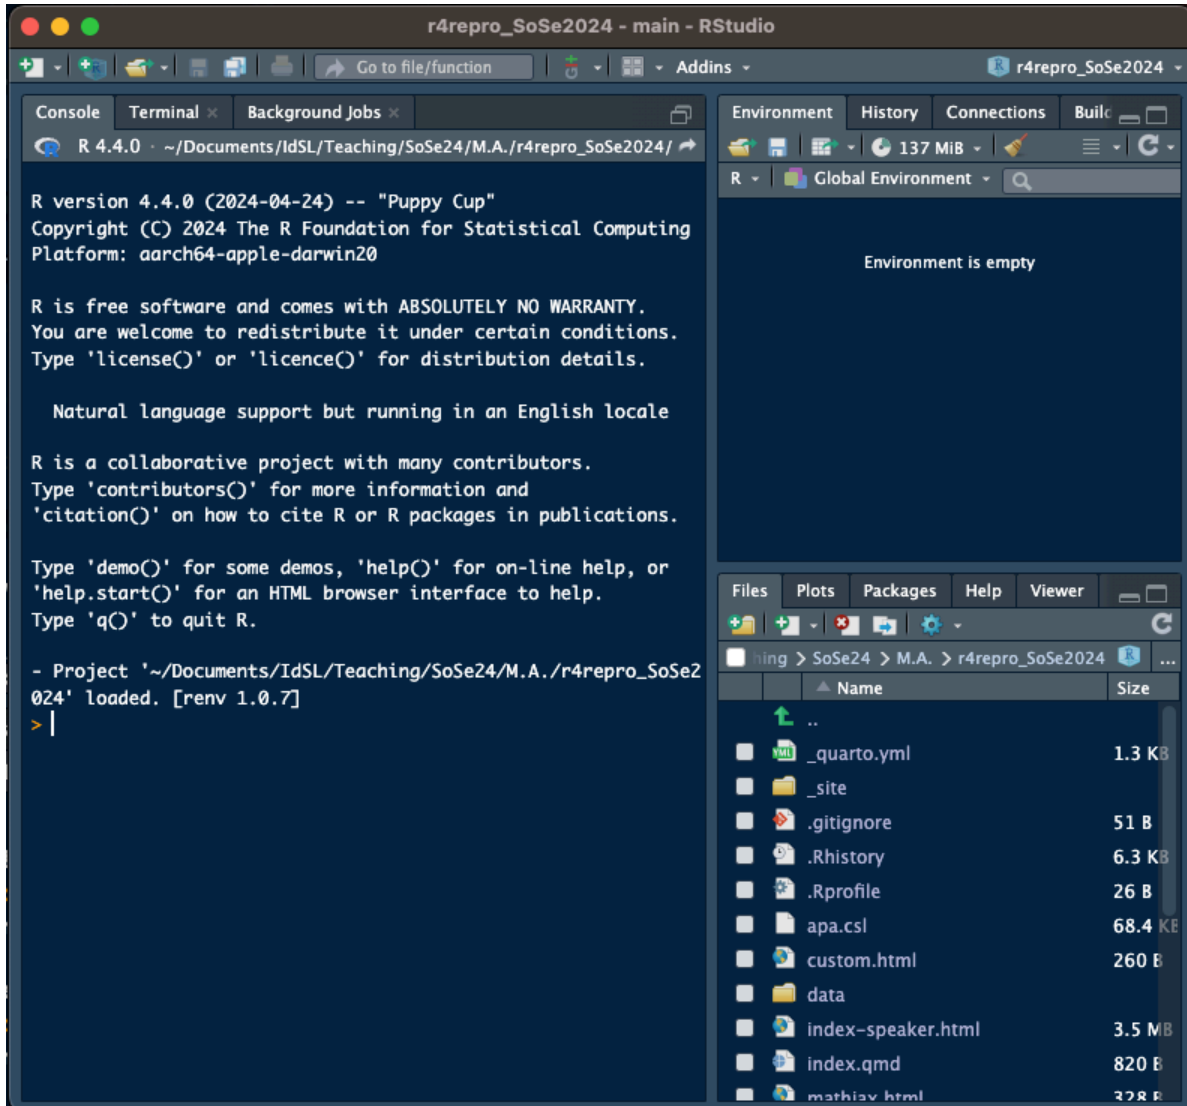 r4repro_SoSe2024 - main - RStudio
Go to file/function
Addins
r4repro_SoSe2024
Console Terminal Background Jobs
R 4.4.0 · ~/Documents/IdSL/Teaching/SoSe24/M.A./r4repro_SoSe2024/
R version 4.4.0 (2024-04-24) -- "Puppy Cup"
Copyright (C) 2024 The R Foundation for Statistical Computing
Platform: aarch64-apple-darwin20
R is free software and comes with ABSOLUTELY NO WARRANTY.
You are welcome to redistribute it under certain conditions.
Type 'license()' or 'licence()' for distribution details.
Natural language support but running in an English locale
R is a collaborative project with many contributors.
Type 'contributors()' for more information and
'citation()' on how to cite R or R packages in publications.
Type 'demo()' for some demos, 'help()' for on-line help, or
'help.start()' for an HTML browser interface to help.
Type 'q()' to quit R.
- Project '~/Documents/IdSL/Teaching/SoSe24/M.A./r4repro_SoSe2
024' loaded. [renv 1.0.7]
>
Environment History Connections Build
137 MiB
R Global Environment
Environment is empty
Files Plots Packages Help Viewer
hing > SoSe24 > M.A. > r4repro_SoSe2024 ...
Name Size
..
_quarto.yml 1.3 KB
_site
.gitignore 51 B
.Rhistory 6.3 KB
.Rprofile 26 B
apa.csl 68.4 KB
custom.html 260 B
data
index-speaker.html 3.5 MB
index.qmd 820 B
mathjax.html 328 B